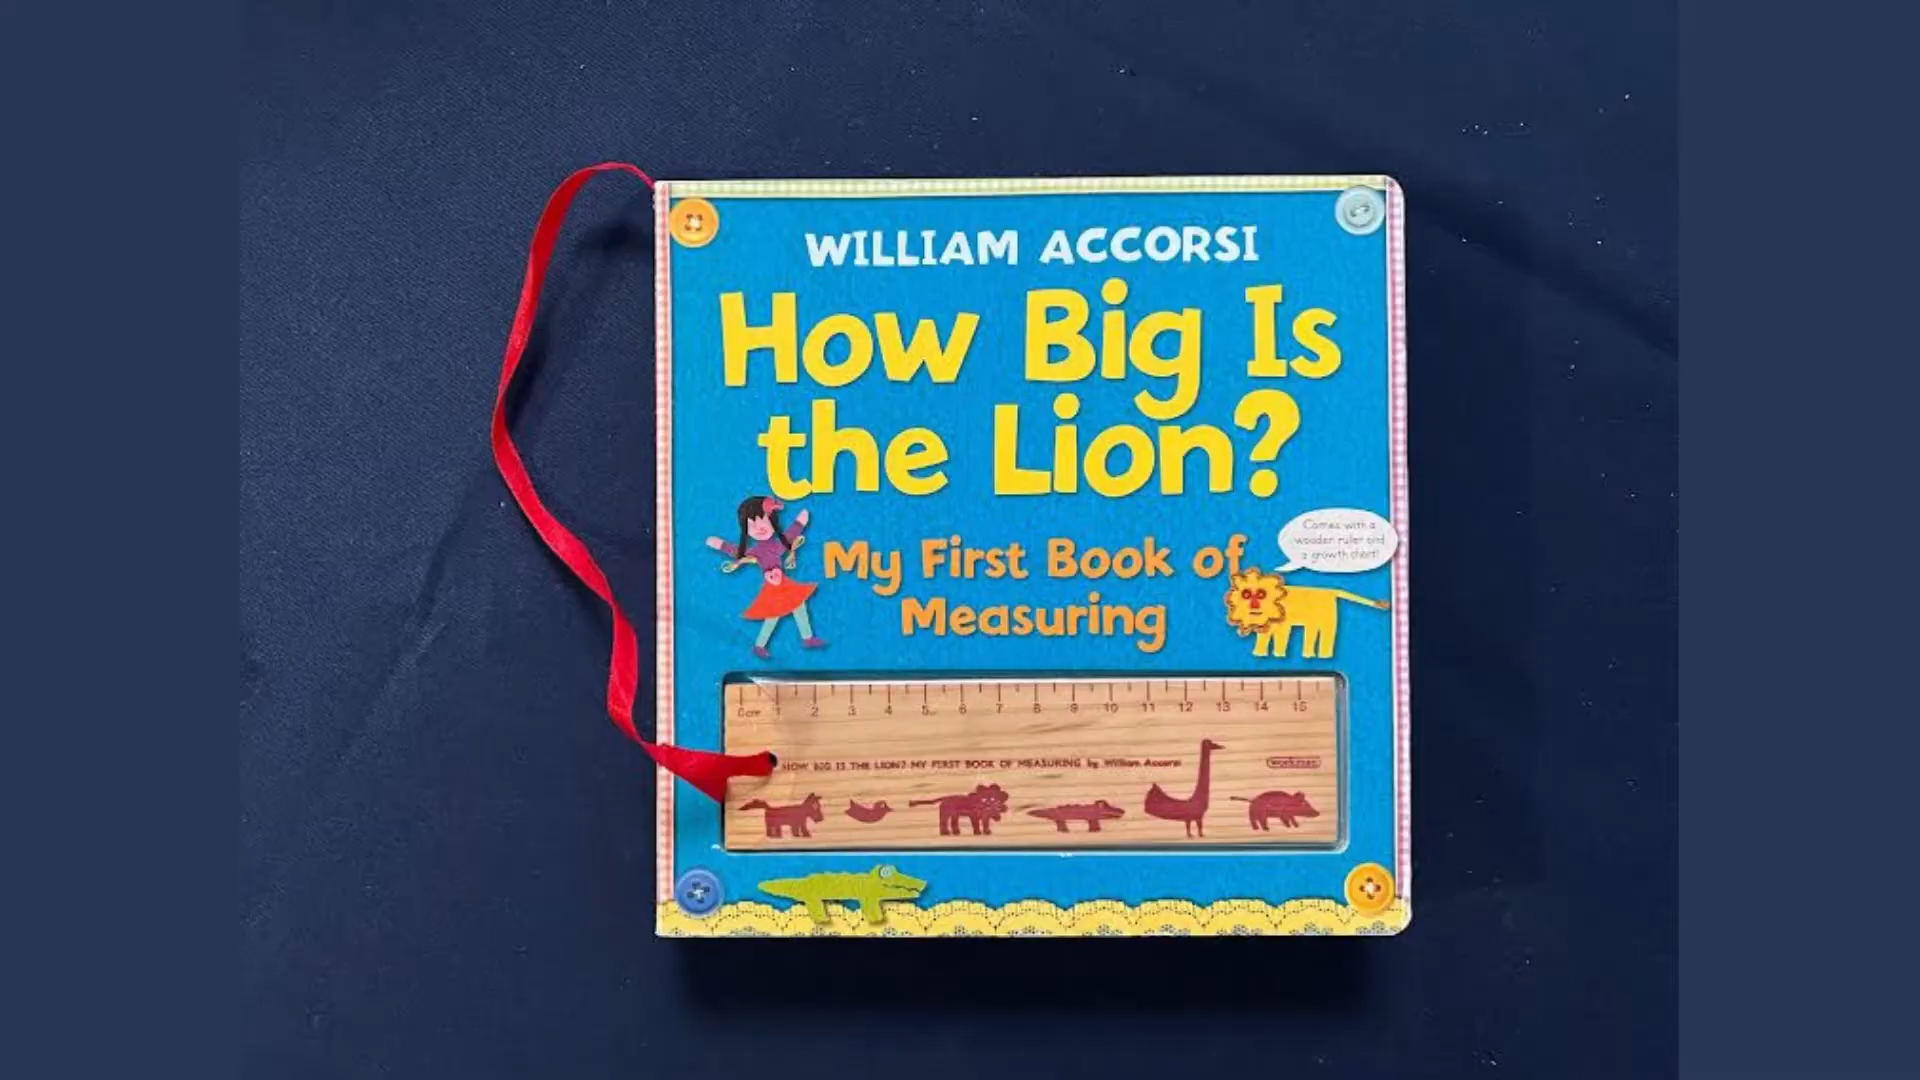 WILLIAM ACCORSI
How Big Is
the Lion?
Comes with a
wooden ruler and
a growth chart!
My First Book of
Measuring
0 cm 1 2 3 4 5 6 7 8 9 10 11 12 13 14 15
HOW BIG IS THE LION? MY FIRST BOOK OF MEASURING by William Accorsi
workman